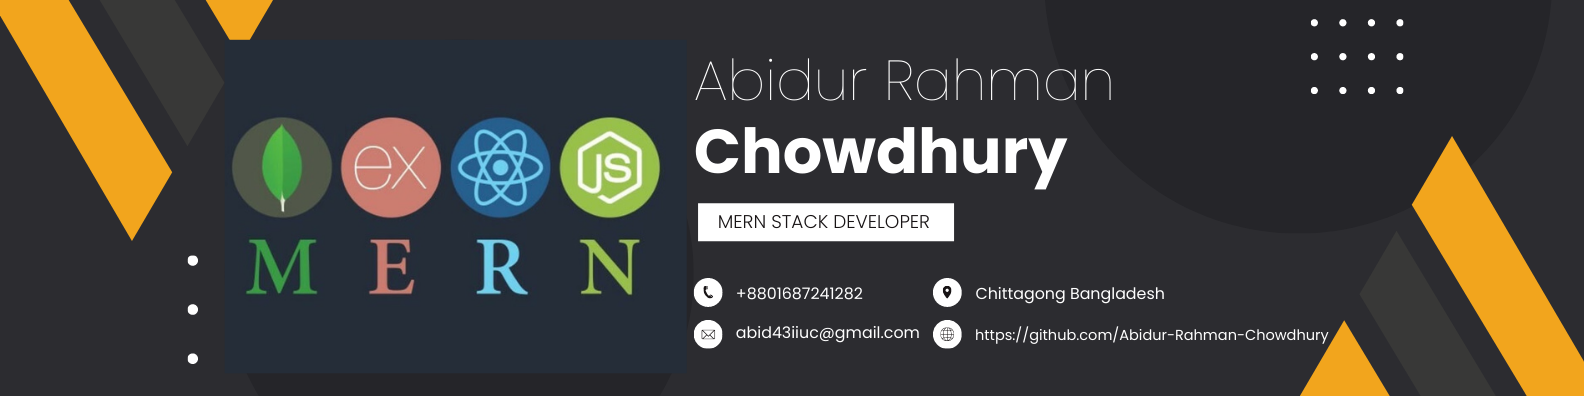 ex
JS
M E R N
Abidur Rahman
Chowdhury
MERN STACK DEVELOPER
+8801687241282
Chittagong Bangladesh
abid43iiuc@gmail.com
https://github.com/Abidur-Rahman-Chowdhury